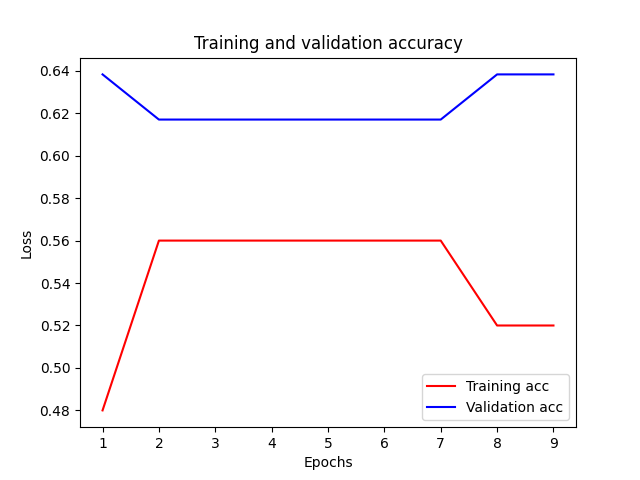 Training and validation accuracy
Loss
0.64
0.62
0.60
0.58
0.56
0.54
0.52
0.50
0.48
1 2 3 4 5 6 7 8 9
Epochs
Training acc
Validation acc